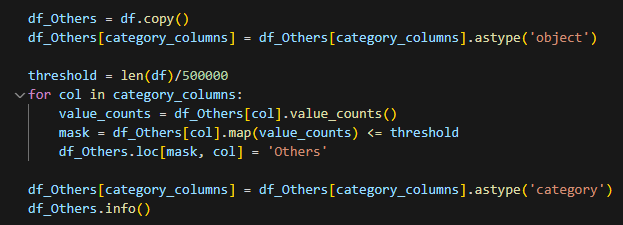 df_Others = df.copy()
df_Others[category_columns] = df_Others[category_columns].astype('object')
threshold = len(df)/500000
for col in category_columns:
    value_counts = df_Others[col].value_counts()
    mask = df_Others[col].map(value_counts) <= threshold
    df_Others.loc[mask, col] = 'Others'
df_Others[category_columns] = df_Others[category_columns].astype('category')
df_Others.info()